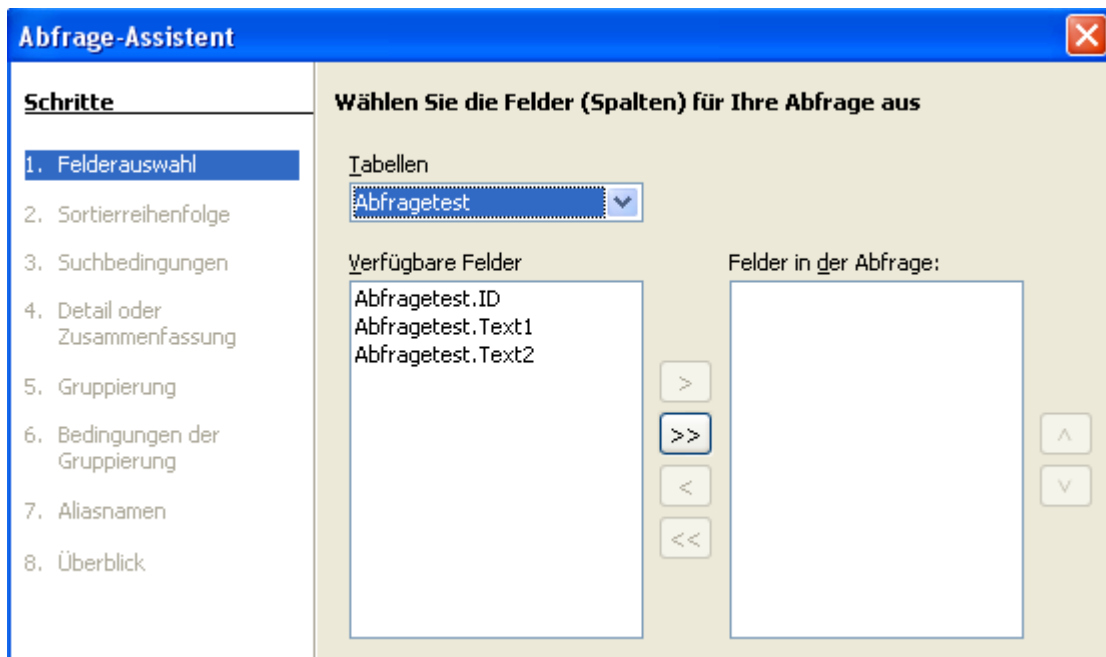 Abfrage-Assistent
Schritte
1. Felderauswahl
2. Sortierreihenfolge
3. Suchbedingungen
4. Detail oder
Zusammenfassung
5. Gruppierung
6. Bedingungen der
Gruppierung
7. Aliasnamen
8. Überblick
Wählen Sie die Felder (Spalten) für Ihre Abfrage aus
Tabellen
Abfragetest
Verfügbare Felder
Abfragetest.ID
Abfragetest.Text1
Abfragetest.Text2
>
>>
<
<<
Felder in der Abfrage: